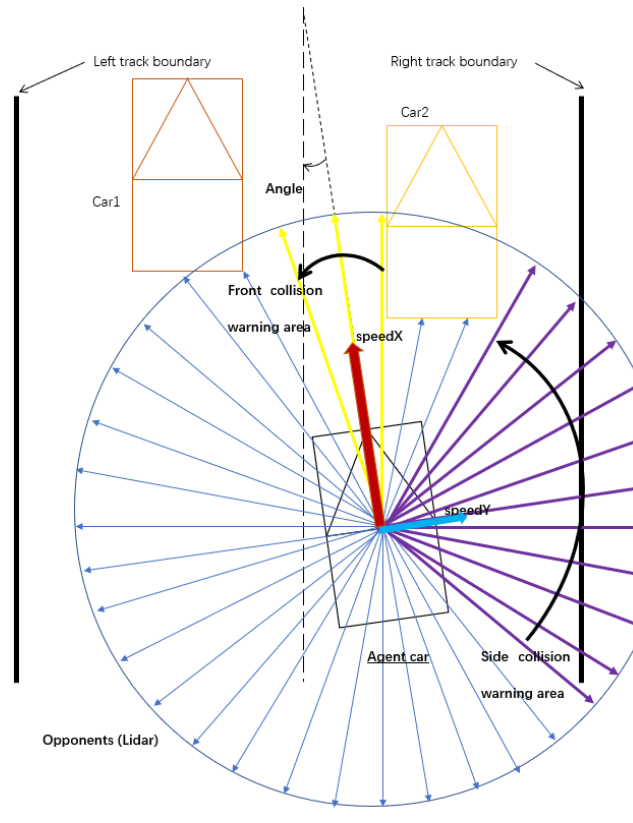 Left track boundary
Right track boundary
Car2
Car1
Angle
Front collision
warning area
speedX
speedY
Agent car
Side collision
warning area
Opponents (Lidar)